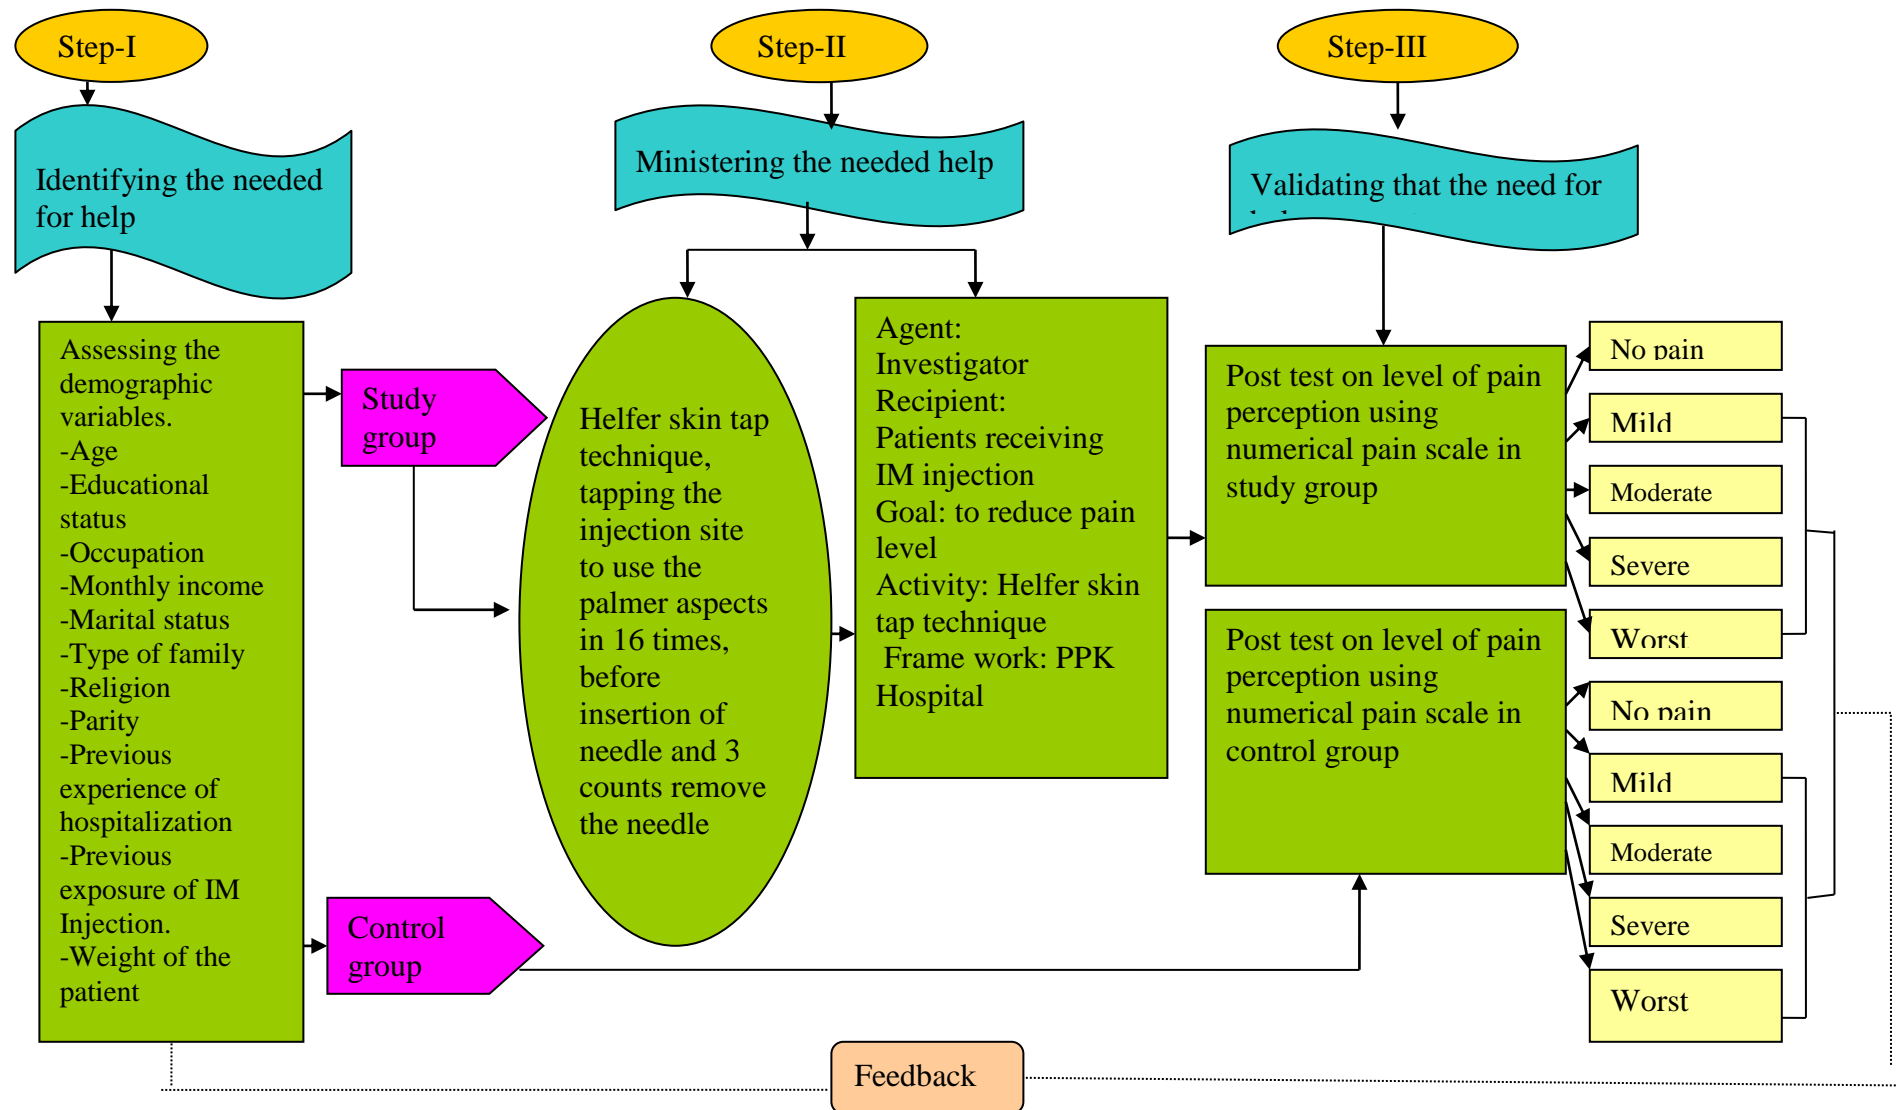 Step-I
Step-II
Step-III
Identifying the needed
for help
Ministering the needed help
Validating that the need for
Assessing the
demographic
variables.
-Age
-Educational
status
-Occupation
-Monthly income
-Marital status
-Type of family
-Religion
-Parity
-Previous
experience of
hospitalization
-Previous
exposure of IM
Injection.
-Weight of the
patient
Study
group
Control
group
Helfer skin tap
technique,
tapping the
injection site
to use the
palmer aspects
in 16 times,
before
insertion of
needle and 3
counts remove
the needle
Agent:
Investigator
Recipient:
Patients receiving
IM injection
Goal: to reduce pain
level
Activity: Helfer skin
tap technique
Frame work: PPK
Hospital
Post test on level of pain
perception using
numerical pain scale in
study group
No pain
Mild
Moderate
Severe
Worst
Post test on level of pain
perception using
numerical pain scale in
control group
No pain
Mild
Moderate
Severe
Worst
Feedback